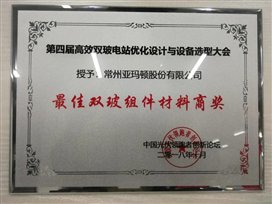 第四届高效双玻电站优化设计与设备选型大会
授予：常州亚玛顿股份有限公司
最佳双玻组件材料商奖
中国光伏领跑者创新论坛
二零一八年十月